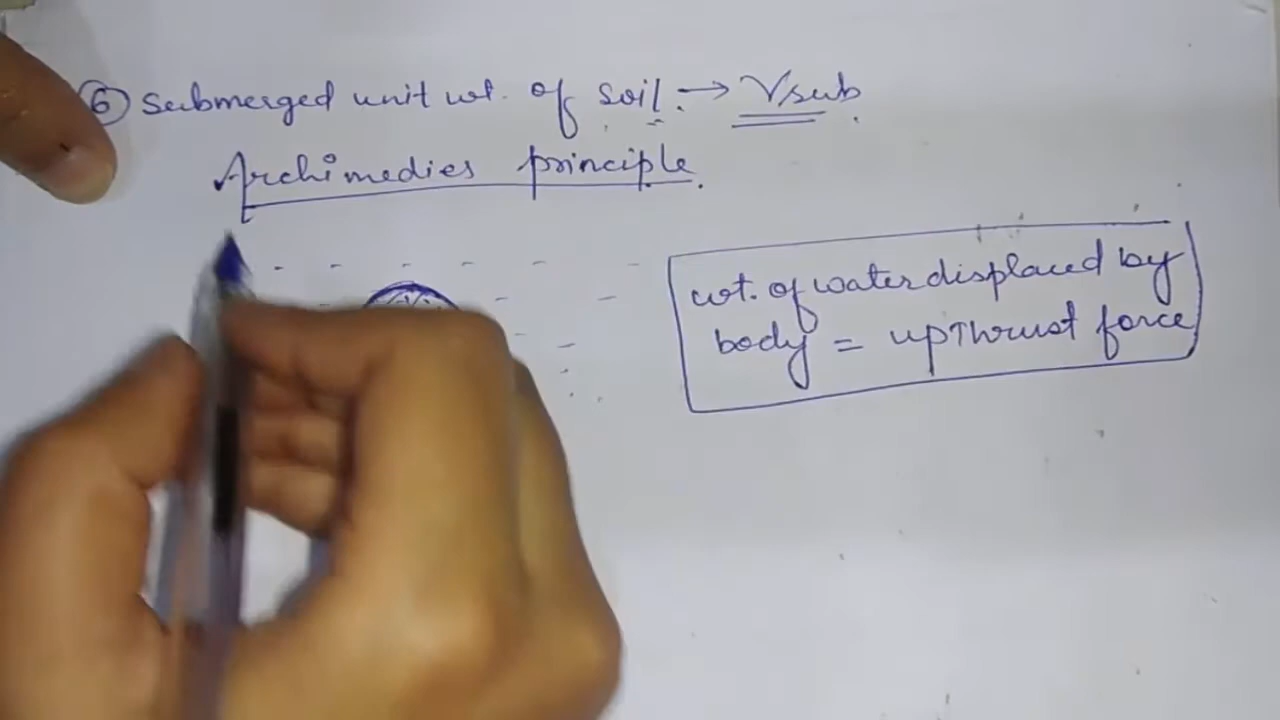 ⑥ Submerged unit wt. of soil. → γsub.
Archimedies principle.
wt. of water displaced by
body = upThrust force